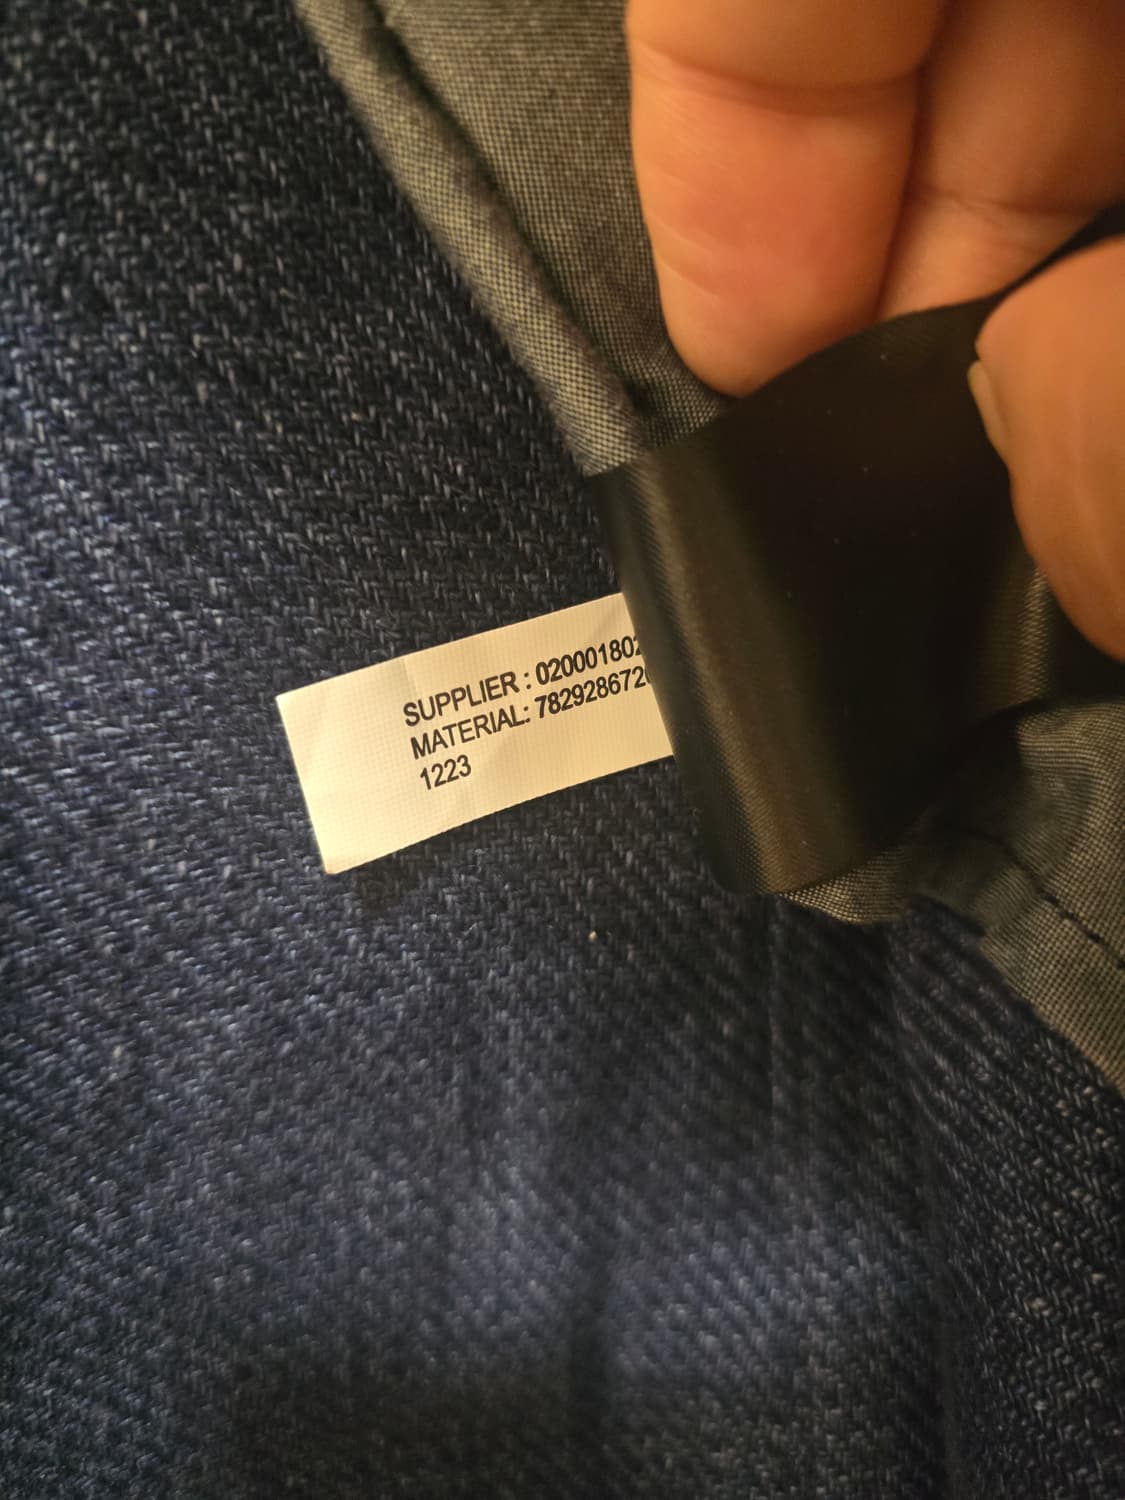 SUPPLIER : 020001802
MATERIAL: 782928672
1223